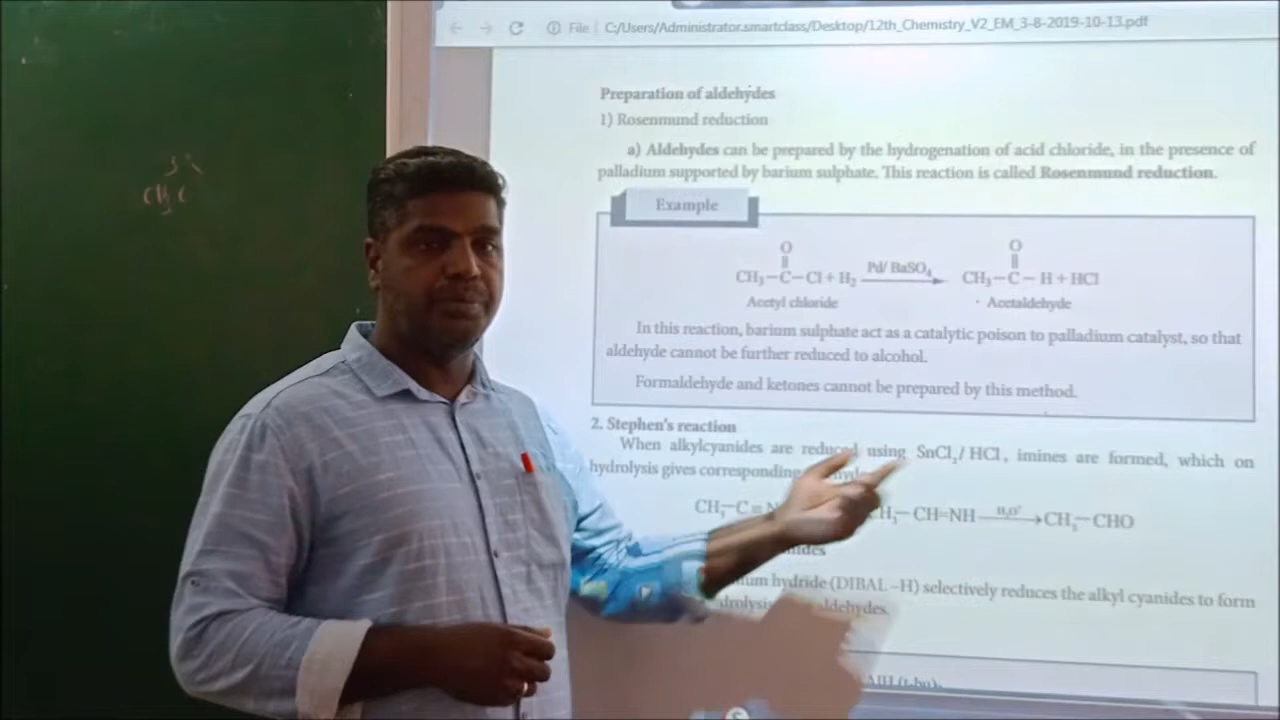 File | C:/Users/Administrator.smartclass/Desktop/12th_Chemistry_V2_EM_3-8-2019-10-13.pdf
Preparation of aldehydes
1) Rosenmund reduction
a) Aldehydes can be prepared by the hydrogenation of acid chloride, in the presence of
palladium supported by barium sulphate. This reaction is called Rosenmund reduction.
Example
O O
CH₃–C–Cl + H₂ Pd/ BaSO₄ CH₃–C–H + HCl
Acetyl chloride Acetaldehyde
In this reaction, barium sulphate act as a catalytic poison to palladium catalyst, so that
aldehyde cannot be further reduced to alcohol.
Formaldehyde and ketones cannot be prepared by this method.
2. Stephen's reaction
When alkylcyanides are reduced using SnCl₂/ HCl, imines are formed, which on
hydrolysis gives corresponding
CH₃–C≡ –CH=NH H₃O⁺ CH₃–CHO
hydride (DIBAL –H) selectively reduces the alkyl cyanides to form
aldehydes.
CH₃ C